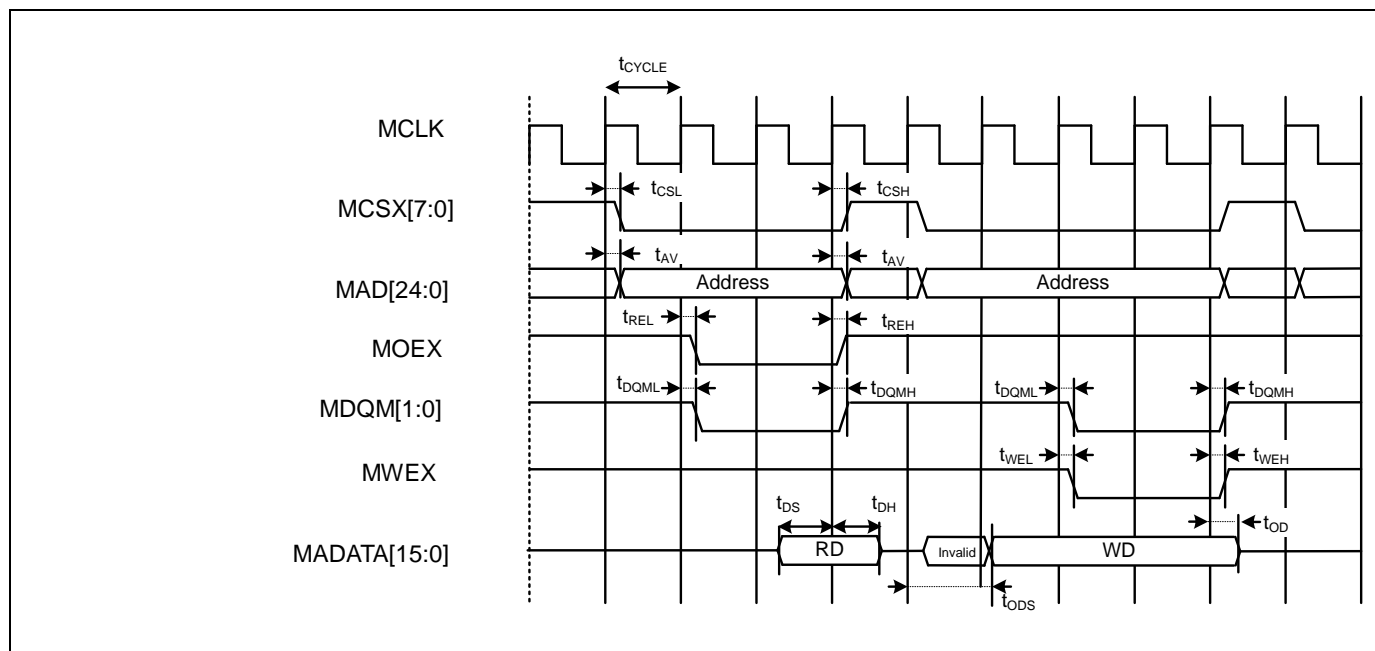 tCYCLE
MCLK
tCSL
tCSH
MCSX[7:0]
tAV
tAV
MAD[24:0]
Address
Address
tREL
tREH
MOEX
tDQML
tDQMH
tDQML
tDQMH
MDQM[1:0]
tWEL
tWEH
MWEX
tDS
tDH
tOD
MADATA[15:0]
RD
Invalid
WD
tODS